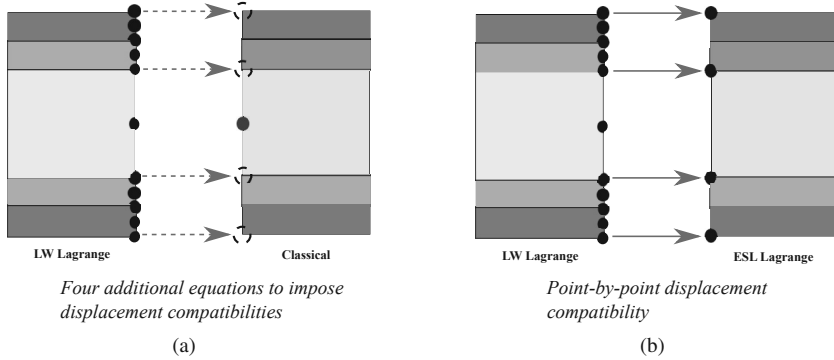 LW Lagrange
Classical
Four additional equations to impose
displacement compatibilities
(a)
LW Lagrange
ESL Lagrange
Point-by-point displacement
compatibility
(b)